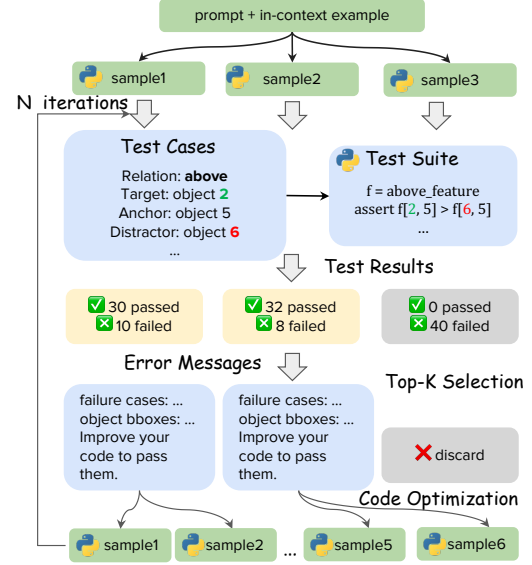 prompt + in-context example
sample1
sample2
sample3
N iterations
Test Cases
Relation: above
Target: object 2
Anchor: object 5
Distractor: object 6
...
Test Suite
f = above_feature
assert f[2, 5] > f[6, 5]
...
Test Results
30 passed
10 failed
32 passed
8 failed
0 passed
40 failed
Error Messages
Top-K Selection
failure cases: ...
object bboxes: ...
Improve your
code to pass
them.
failure cases: ...
object bboxes: ...
Improve your
code to pass
them.
discard
Code Optimization
sample1
sample2
...
sample5
sample6